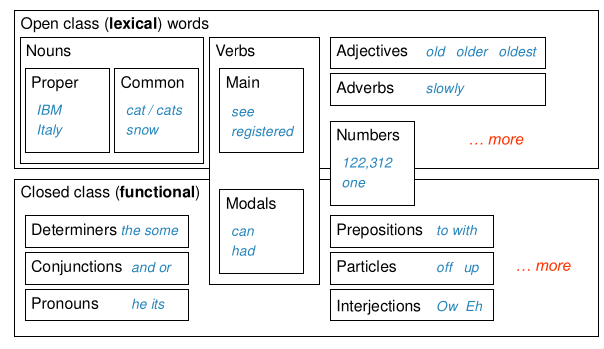 Open class (lexical) words
Nouns
Verbs
Proper
IBM
Italy
Common
cat / cats
snow
Main
see
registered
Adjectives old older oldest
Adverbs slowly
Numbers
122,312
one
… more
Closed class (functional)
Determiners the some
Conjunctions and or
Pronouns he its
Modals
can
had
Prepositions to with
Particles off up
Interjections Ow Eh
… more